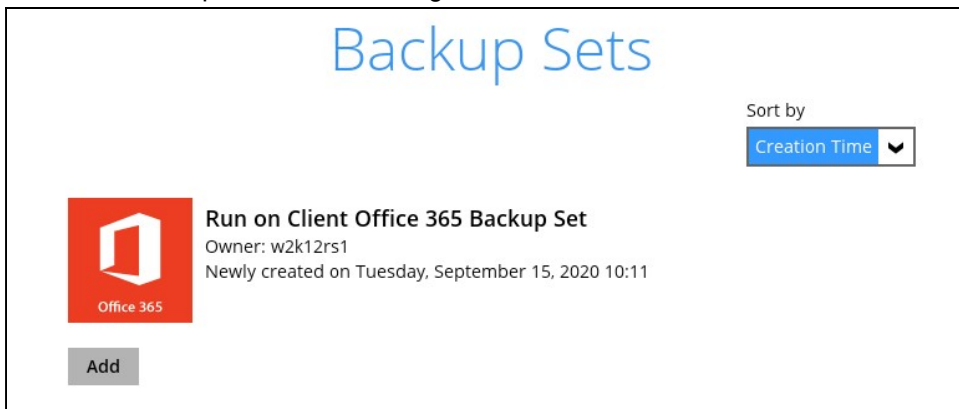 Backup Sets
Sort by
Creation Time
Run on Client Office 365 Backup Set
Owner: w2k12rs1
Newly created on Tuesday, September 15, 2020 10:11
Office 365
Add